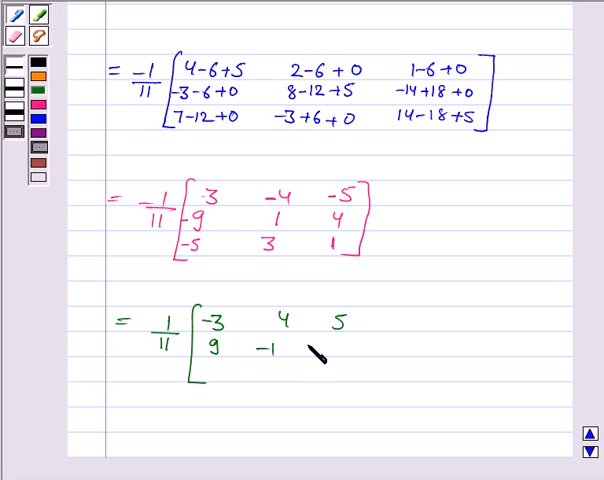 = -1/11 [ 4-6+5 2-6+0 1-6+0
-3-6+0 8-12+5 -14+18+0
7-12+0 -3+6+0 14-18+5 ]
= -1/11 [ 3 -4 -5
-9 1 4
-5 3 1 ]
= 1/11 [ -3 4 5
9 -1